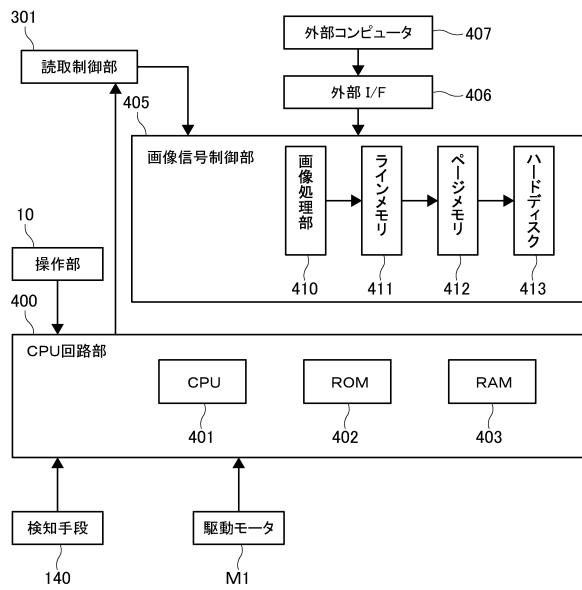 301
読取制御部
外部コンピュータ
407
外部 I/F
406
405
画像信号制御部
画像処理部
ラインメモリ
ページメモリ
ハードディスク
410
411
412
413
10
操作部
400
CPU回路部
CPU
ROM
RAM
401
402
403
検知手段
駆動モータ
140
M1